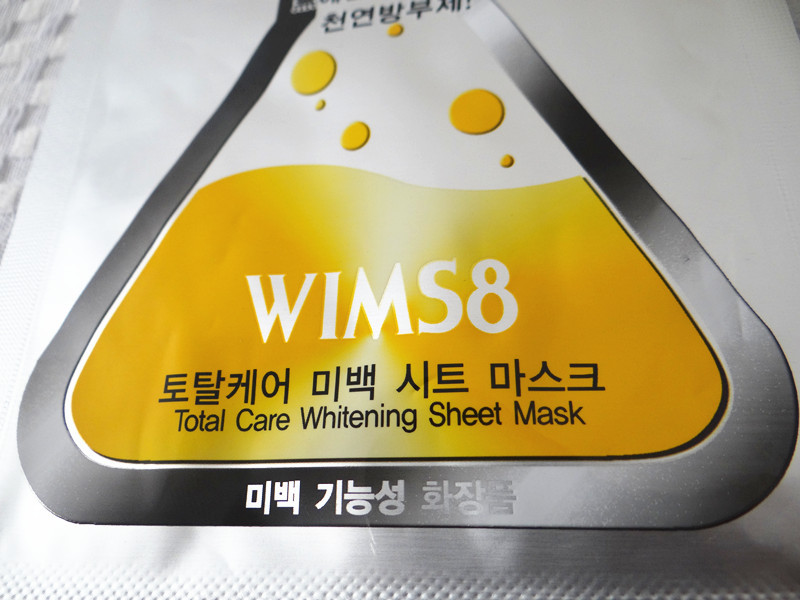 천연방부제!
WIMS8
토탈케어 미백 시트 마스크
Total Care Whitening Sheet Mask
미백 기능성 화장품